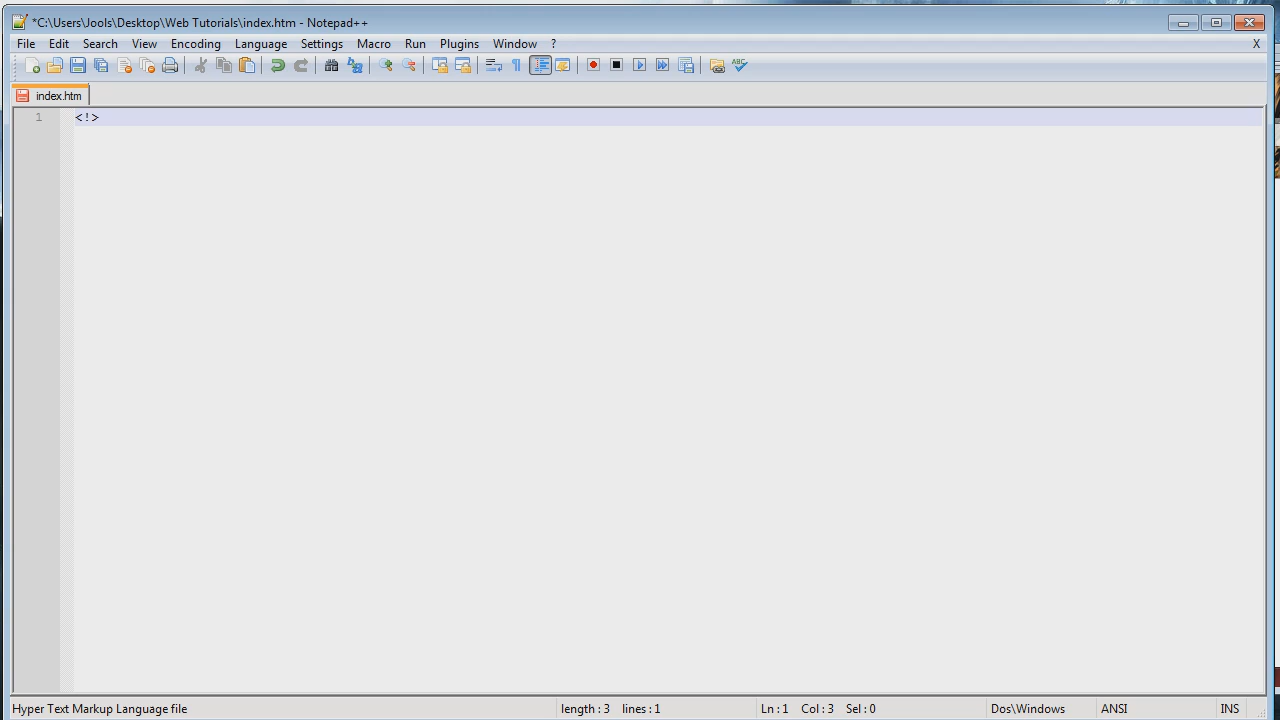 *C:\Users\Jools\Desktop\Web Tutorials\index.htm - Notepad++
File Edit Search View Encoding Language Settings Macro Run Plugins Window ? X
ABC
index.htm
1 <!>
Hyper Text Markup Language file length : 3 lines : 1 Ln : 1 Col : 3 Sel : 0 Dos\Windows ANSI INS